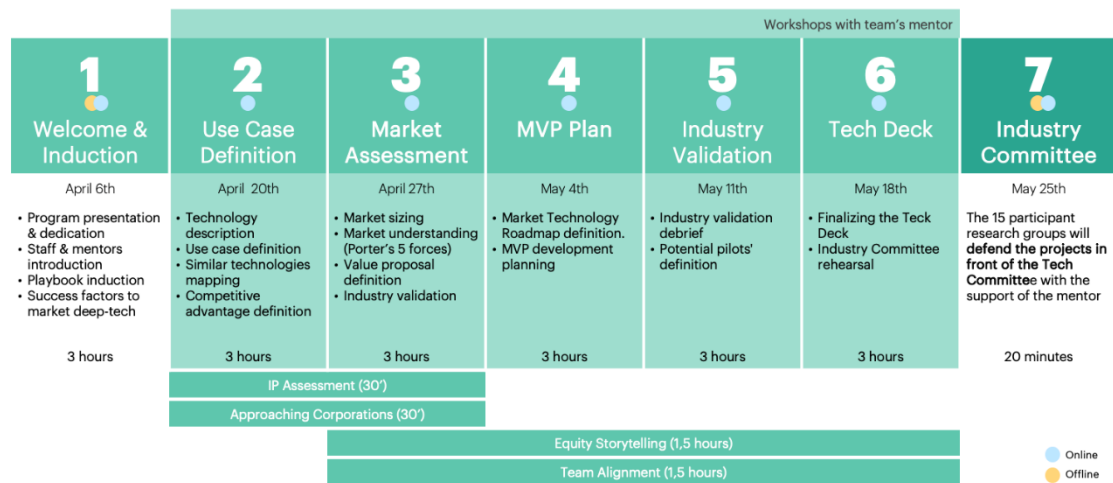 Workshops with team's mentor
1
Welcome &
Induction
April 6th
• Program presentation
& dedication
• Staff & mentors
introduction
• Playbook induction
• Success factors to
market deep-tech
3 hours
2
Use Case
Definition
April 20th
• Technology
description
• Use case definition
• Similar technologies
mapping
• Competitive
advantage definition
3 hours
3
Market
Assessment
April 27th
• Market sizing
• Market understanding
(Porter's 5 forces)
• Value proposal
definition
• Industry validation
3 hours
4
MVP Plan
May 4th
• Market Technology
Roadmap definition.
• MVP development
planning
3 hours
5
Industry
Validation
May 11th
• Industry validation
debrief
• Potential pilots'
definition
3 hours
6
Tech Deck
May 18th
• Finalizing the Teck
Deck
• Industry Committee
rehearsal
3 hours
7
Industry
Committee
May 25th
The 15 participant
research groups will
defend the projects in
front of the Tech
Committee with the
support of the mentor
20 minutes
IP Assessment (30')
Approaching Corporations (30')
Equity Storytelling (1,5 hours)
Team Alignment (1,5 hours)
Online
Offline